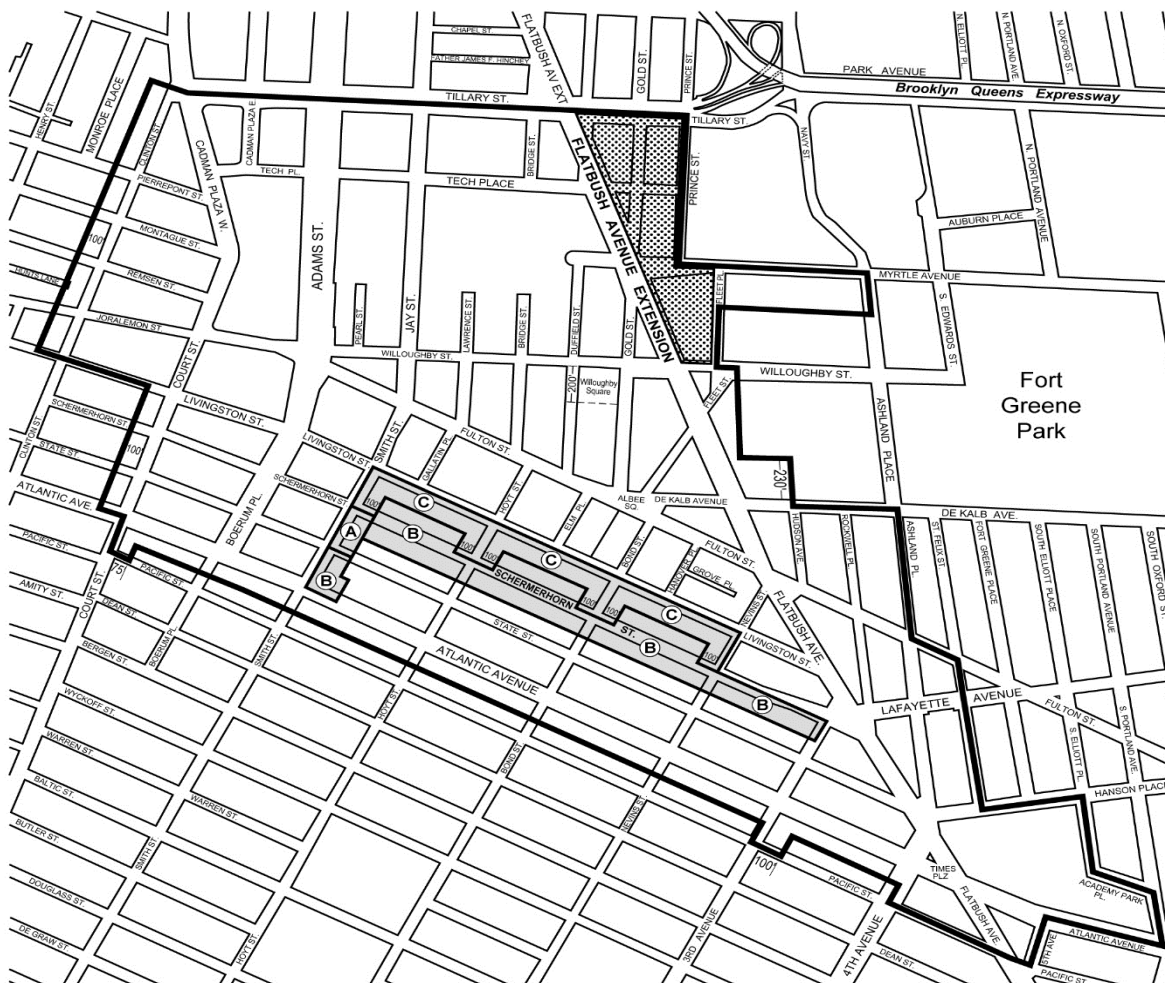 CHAPEL ST.
FATHER JAMES F. HINCHEY
FLATBUSH AV EXT
GOLD ST.
PRINCE ST.
N. ELLIOTT PL.
N. PORTLAND AVE.
N. OXFORD ST.
PARK AVENUE
Brooklyn Queens Expressway
HENRY ST.
MONROE PLACE
CLINTON ST.
CADMAN PLAZA W.
CADMAN PLAZA E.
TILLARY ST.
TILLARY ST.
NAVY ST.
BRIDGE ST.
TECH PL.
TECH PLACE
PIERREPONT ST.
MONTAGUE ST.
100'
REMSEN ST.
HUNTS LANE
JORALEMON ST.
ADAMS ST.
JAY ST.
FLATBUSH AVENUE EXTENSION
PRINCE ST.
AUBURN PLACE
N. PORTLAND AVENUE
MYRTLE AVENUE
FLEET PL.
S. EDWARDS ST.
PEARL ST.
LAWRENCE ST.
BRIDGE ST.
DUFFIELD ST.
GOLD ST.
WILLOUGHBY ST.
WILLOUGHBY ST.
200'
Willoughby
Square
FLEET ST.
ASHLAND PLACE
Fort
Greene
Park
COURT ST.
LIVINGSTON ST.
SCHERMERHORN ST.
CLINTON ST.
STATE ST.
100'
ATLANTIC AVE.
PACIFIC ST.
AMITY ST.
COURT ST.
75'
PACIFIC ST.
BOERUM PL.
LIVINGSTON ST.
SCHERMERHORN ST.
SMITH ST.
GALLATIN PL.
FULTON ST.
HOYT ST.
ELM PL.
ALBEE
SQ.
BOND ST.
DE KALB AVENUE
HANOVER PL.
GROVE PL.
FULTON ST.
NEVINS ST.
LIVINGSTON ST.
230'
DE KALB AVE.
HUDSON AVE.
ROCKWELL PL.
ASHLAND PL.
ST FELIX ST.
FORT GREENE PLACE
SOUTH ELLIOTT PLACE
SOUTH PORTLAND AVENUE
SOUTH OXFORD ST.
100'
C
A
B
B
100'
100'
C
SCHERMERHORN
ST.
100'
100'
C
B
100'
B
STATE ST.
ATLANTIC AVENUE
FLATBUSH AVE.
LAFAYETTE AVENUE
FULTON ST.
S. ELLIOTT PL.
S. PORTLAND AVE.
HANSON PLACE
DEAN ST.
BOERUM PL.
BERGEN ST.
SMITH ST.
HOYT ST.
WYCKOFF ST.
WARREN ST.
BALTIC ST.
WARREN ST.
BUTLER ST.
SMITH ST.
DOUGLASS ST.
DE GRAW ST.
HOYT ST.
BOND ST.
NEVINS ST.
100'
3RD AVENUE
PACIFIC ST.
4TH AVENUE
DEAN ST.
TIMES
PLZ
FLATBUSH AVE.
ACADEMY PARK
PL.
ATLANTIC AVENUE
5TH AVE.
PACIFIC ST.